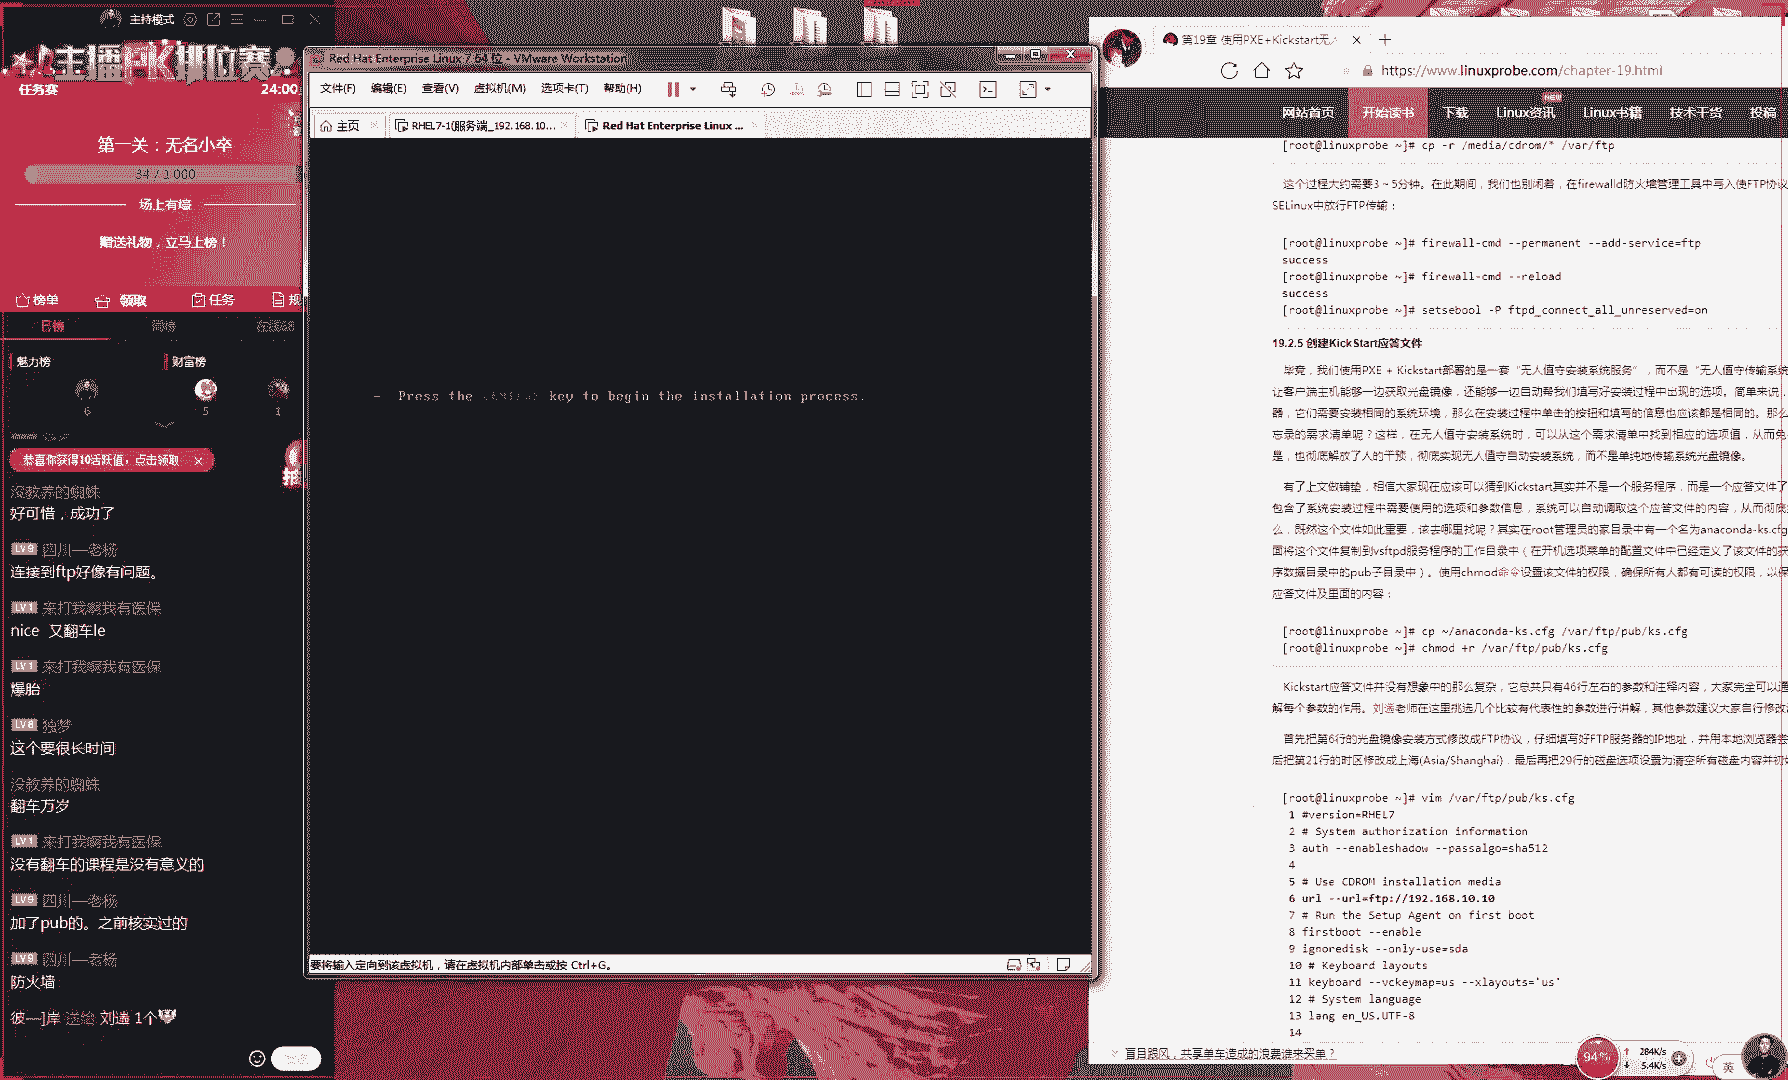 主持模式
主播PK排位赛
任务赛
24:00
第一关：无名小卒
34 / 1000
场上有壕
赠送礼物，立马上榜！
榜单
领取
任务
日榜
周榜
魅力榜
财富榜
6
5
1
恭喜你获得10活跃值，点击领取
没教养的蜘蛛
好可惜，成功了
LV9 四川—老杨
连接到ftp好像有问题。
LV1 来打我啊我有医保
nice 又翻车le
LV1 来打我啊我有医保
爆胎
LV8 独梦
这个要很长时间
没教养的蜘蛛
翻车万岁
LV1 来打我啊我有医保
没有翻车的课程是没有意义的
LV9 四川—老杨
加了pub的。之前核实过的
LV9 四川—老杨
防火墙
送给 刘遄 1个
Red Hat Enterprise Linux 7 64 位 - VMware Workstation
文件(F) 编辑(E) 查看(V) 虚拟机(M) 选项卡(T) 帮助(H)
主页
RHEL7-1(服务端_192.168.10...
Red Hat Enterprise Linux ...
- Press the <ENTER> key to begin the installation process.
要将输入定向到该虚拟机，请在虚拟机内部单击或按 Ctrl+G。
第19章 使用PXE+Kickstart无人
https://www.linuxprobe.com/chapter-19.html
网站首页 开始读书 下载 Linux资讯 Linux书籍 技术干货 投稿
NEW
[root@linuxprobe ~]# cp -r /media/cdrom/* /var/ftp
这个过程大约需要3～5分钟。在此期间，我们也别闲着，在firewalld防火墙管理工具中写入使FTP协议
SELinux中放行FTP传输：
[root@linuxprobe ~]# firewall-cmd --permanent --add-service=ftp
success
[root@linuxprobe ~]# firewall-cmd --reload
success
[root@linuxprobe ~]# setsebool -P ftpd_connect_all_unreserved=on
19.2.5 创建KickStart应答文件
毕竟，我们使用PXE + Kickstart部署的是一套“无人值守安装系统服务”，而不是“无人值守传输系统
让客户端主机能够一边获取光盘镜像，还能够一边自动帮我们填写好安装过程中出现的选项。简单来说，
器，它们需要安装相同的系统环境，那么在安装过程中单击的按钮和填写的信息也应该都是相同的。那么
忘录的需求清单呢？这样，在无人值守安装系统时，可以从这个需求清单中找到相应的选项值，从而免
是，也彻底解放了人的干预，彻底实现无人值守自动安装系统，而不是单纯地传输系统光盘镜像。
有了上文做铺垫，相信大家现在应该可以猜到Kickstart其实并不是一个服务程序，而是一个应答文件了
包含了系统安装过程中需要使用的选项和参数信息，系统可以自动调取这个应答文件的内容，从而彻底
么，既然这个文件如此重要，该去哪里找呢？其实在root管理员的家目录中有一个名为anaconda-ks.cfg
面将这个文件复制到vsftpd服务程序的工作目录中（在开机选项菜单的配置文件中已经定义了该文件的获
序数据目录中的pub子目录中）。使用chmod命令设置该文件的权限，确保所有人都有可读的权限，以保
应答文件及里面的内容：
[root@linuxprobe ~]# cp ~/anaconda-ks.cfg /var/ftp/pub/ks.cfg
[root@linuxprobe ~]# chmod +r /var/ftp/pub/ks.cfg
Kickstart应答文件并没有想象中的那么复杂，它总共只有46行左右的参数和注释内容，大家完全可以通
解每个参数的作用。刘遄老师在这里挑选几个比较有代表性的参数进行讲解，其他参数建议大家自行修改
首先把第6行的光盘镜像安装方式修改成FTP协议，仔细填写好FTP服务器的IP地址，并用本地浏览器尝
后把第21行的时区修改成上海(Asia/Shanghai)，最后再把29行的磁盘选项设置为清空所有磁盘内容并初
[root@linuxprobe ~]# vim /var/ftp/pub/ks.cfg
1 #version=RHEL7
2 # System authorization information
3 auth --enableshadow --passalgo=sha512
4
5 # Use CDROM installation media
6 url --url=ftp://192.168.10.10
7 # Run the Setup Agent on first boot
8 firstboot --enable
9 ignoredisk --only-use=sda
10 # Keyboard layouts
11 keyboard --vckeymap=us --xlayouts='us'
12 # System language
13 lang en_US.UTF-8
14
盲目跟风，共享单车造成的浪费谁来买单？
94%
284K/s
5.4K/s
英